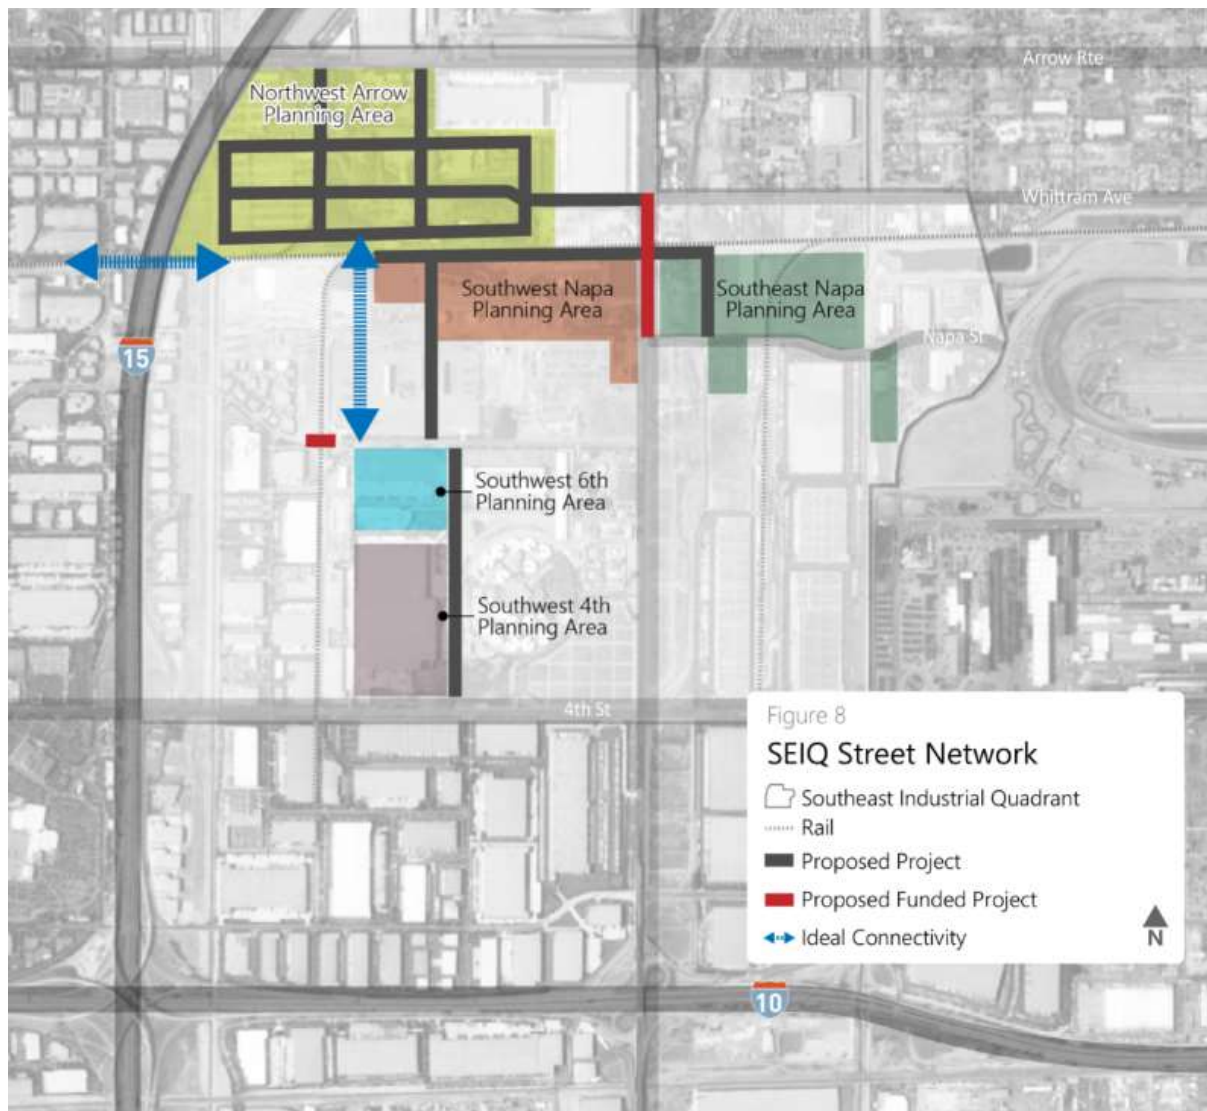 Arrow Rte
Northwest Arrow
Planning Area
Whittram Ave
Southwest Napa
Planning Area
Southeast Napa
Planning Area
Napa St
15
Southwest 6th
Planning Area
Southwest 4th
Planning Area
4th St
Figure 8
SEIQ Street Network
Southeast Industrial Quadrant
Rail
Proposed Project
Proposed Funded Project
Ideal Connectivity
N
10